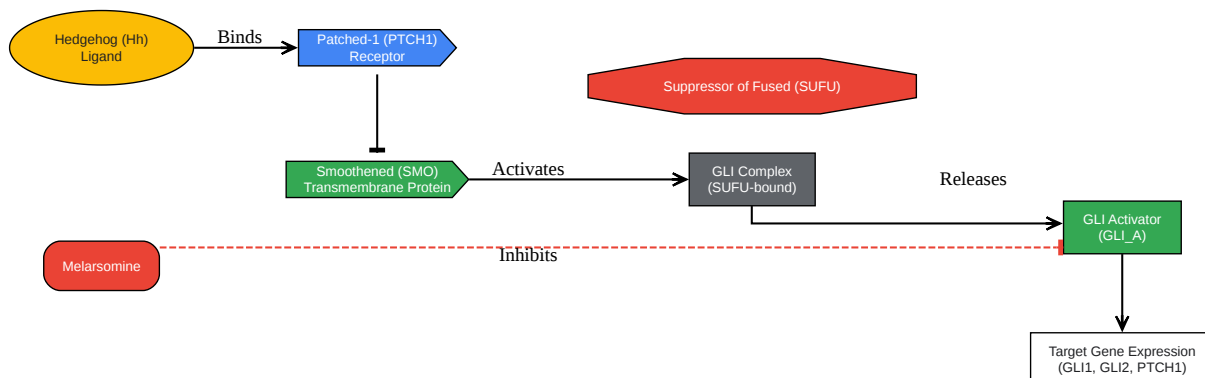 Hedgehog (Hh)
Ligand
Binds
Patched-1 (PTCH1)
Receptor
Suppressor of Fused (SUFU)
Smoothened (SMO)
Transmembrane Protein
Activates
GLI Complex
(SUFU-bound)
Releases
GLI Activator
(GLI_A)
Melarsomine
Inhibits
Target Gene Expression
(GLI1, GLI2, PTCH1)